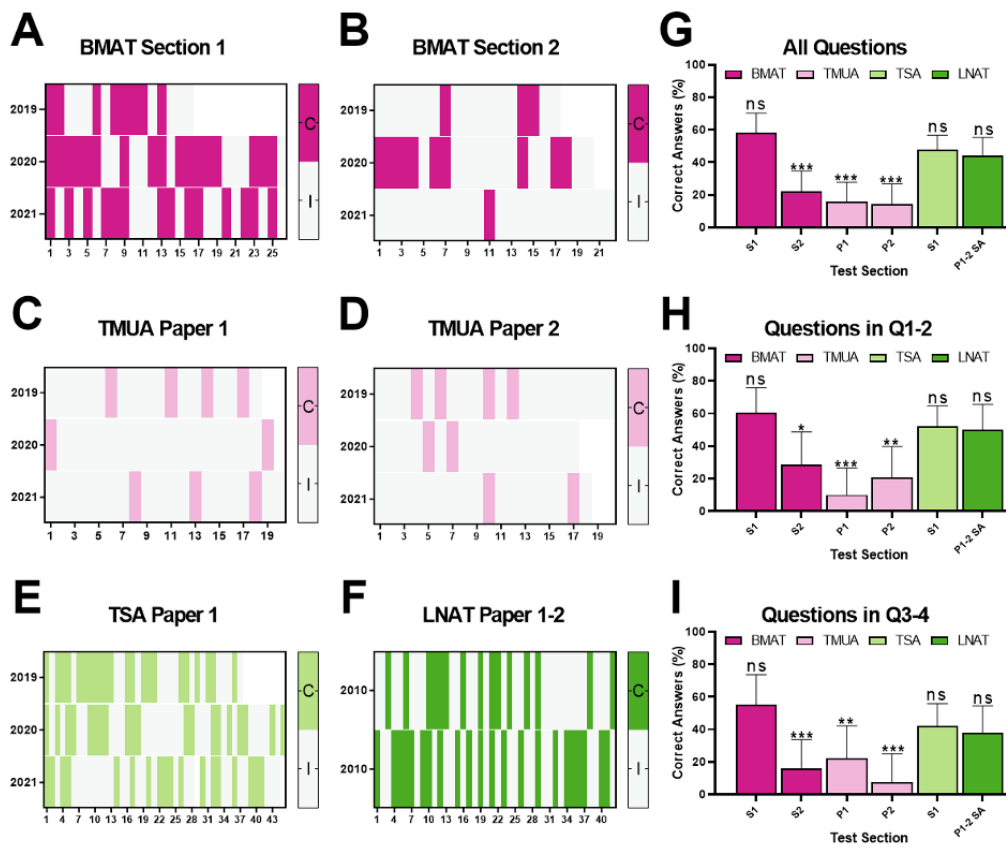 A
BMAT Section 1
2019
2020
2021
1 3 5 7 9 11 13 15 17 19 21 23 25
C
I
B
BMAT Section 2
2019
2020
2021
1 3 5 7 9 11 13 15 17 19 21
C
I
G
All Questions
BMAT TMUA TSA LNAT
Correct Answers (%)
100
80
60
40
20
0
ns *** *** *** ns ns
S1 S2 P1 P2 S1 P1-2 SA
Test Section
C
TMUA Paper 1
2019
2020
2021
1 3 5 7 9 11 13 15 17 19
C
I
D
TMUA Paper 2
2019
2020
2021
1 3 5 7 9 11 13 15 17 19
C
I
H
Questions in Q1-2
BMAT TMUA TSA LNAT
Correct Answers (%)
100
80
60
40
20
0
ns * *** ** ns ns
S1 S2 P1 P2 S1 P1-2 SA
Test Section
E
TSA Paper 1
2019
2020
2021
1 4 7 10 13 16 19 22 25 28 31 34 37 40 43
C
I
F
LNAT Paper 1-2
2010
2010
1 4 7 10 13 16 19 22 25 28 31 34 37 40
C
I
I
Questions in Q3-4
BMAT TMUA TSA LNAT
Correct Answers (%)
100
80
60
40
20
0
ns *** ** *** ns ns
S1 S2 P1 P2 S1 P1-2 SA
Test Section